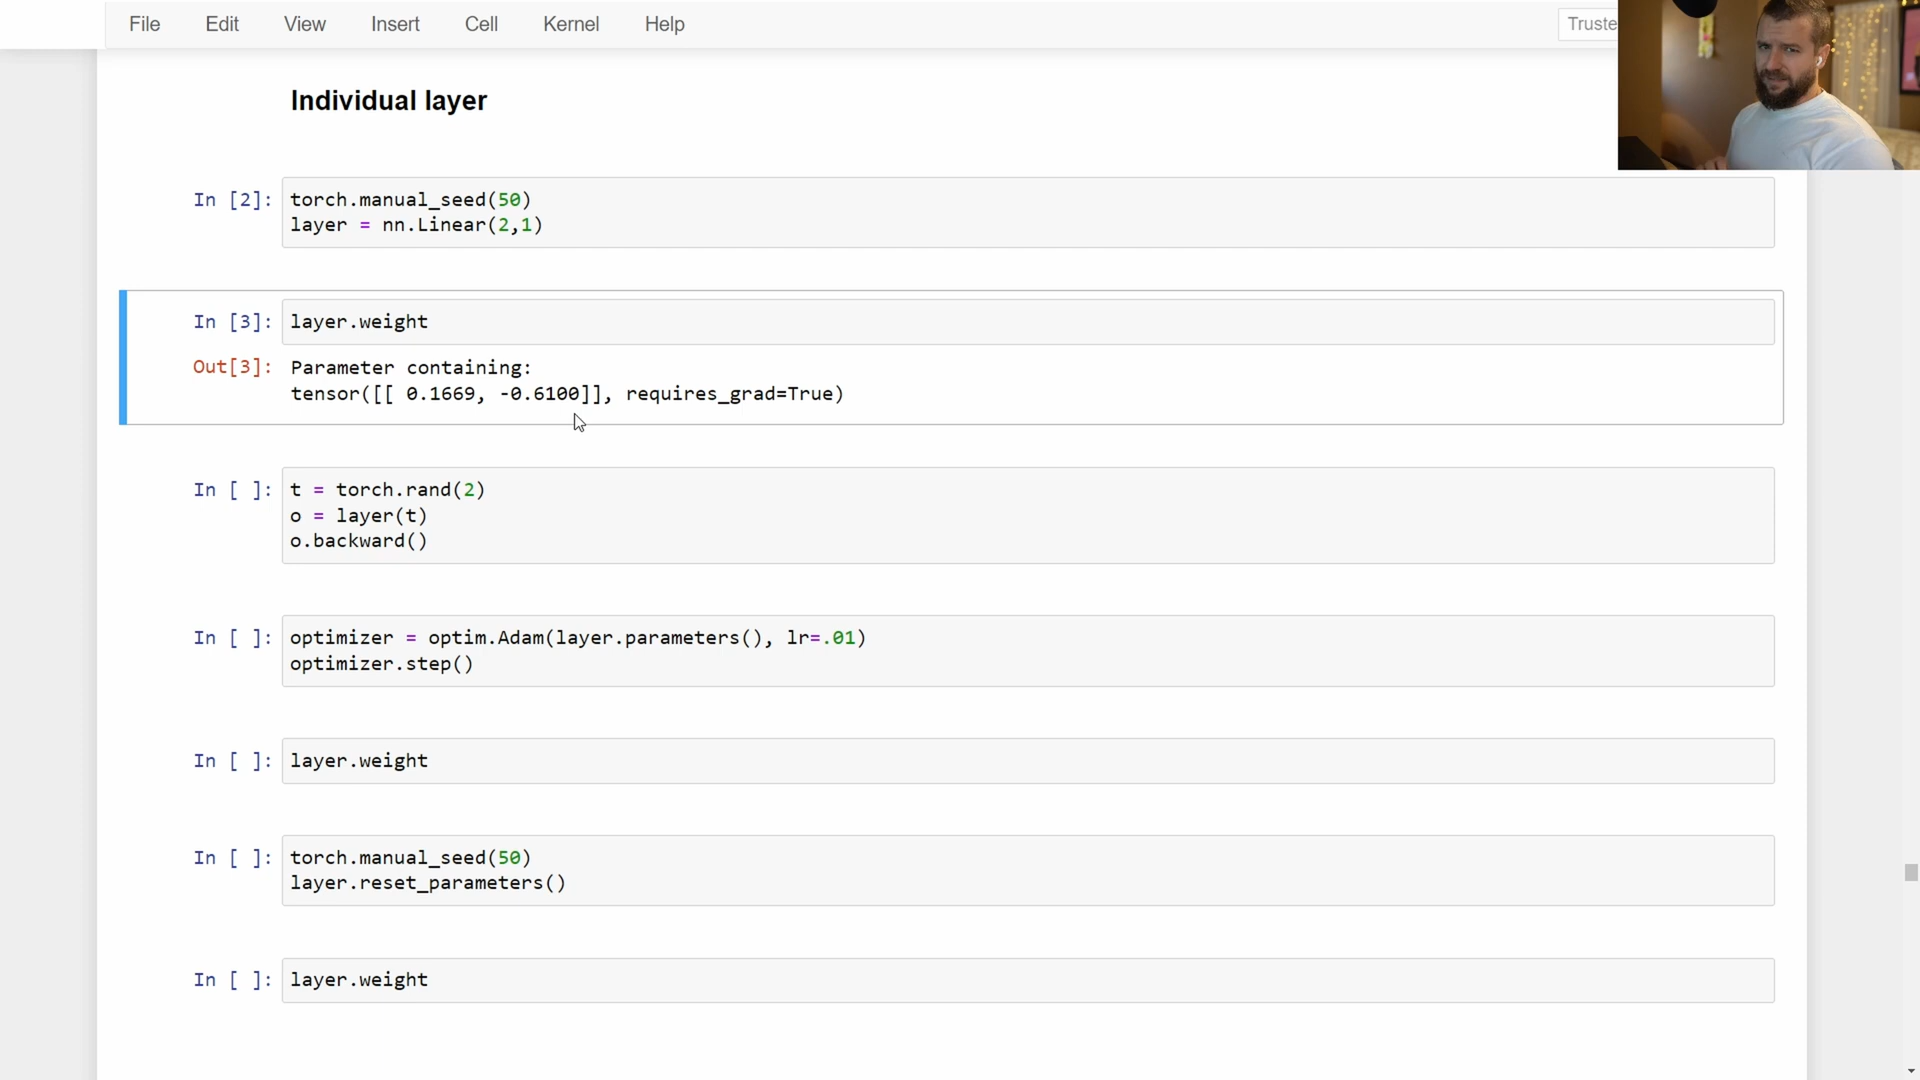 File Edit View Insert Cell Kernel Help
Individual layer
In [2]: torch.manual_seed(50)
layer = nn.Linear(2,1)
In [3]: layer.weight
Out[3]: Parameter containing:
tensor([[ 0.1669, -0.6100]], requires_grad=True)
In [ ]: t = torch.rand(2)
o = layer(t)
o.backward()
In [ ]: optimizer = optim.Adam(layer.parameters(), lr=.01)
optimizer.step()
In [ ]: layer.weight
In [ ]: torch.manual_seed(50)
layer.reset_parameters()
In [ ]: layer.weight